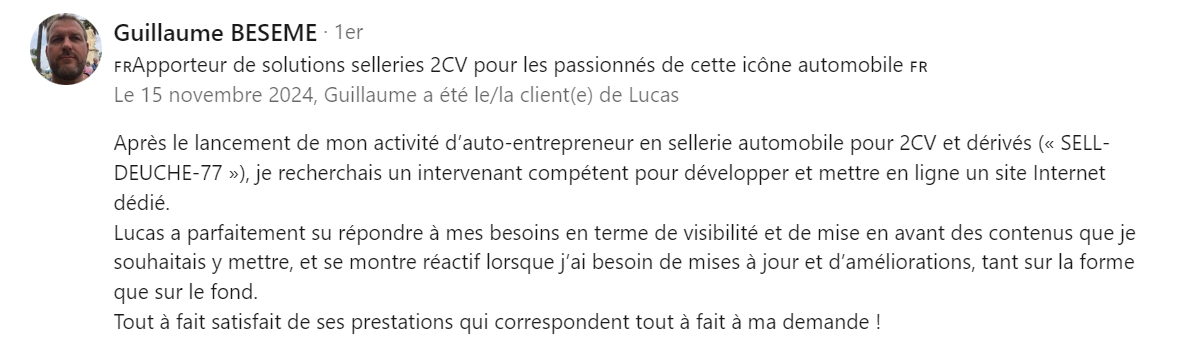 Guillaume BESEME · 1er
FRApporteur de solutions selleries 2CV pour les passionnés de cette icône automobile FR
Le 15 novembre 2024, Guillaume a été le/la client(e) de Lucas
Après le lancement de mon activité d’auto-entrepreneur en sellerie automobile pour 2CV et dérivés (« SELL-
DEUCHE-77 »), je recherchais un intervenant compétent pour développer et mettre en ligne un site Internet
dédié.
Lucas a parfaitement su répondre à mes besoins en terme de visibilité et de mise en avant des contenus que je
souhaitais y mettre, et se montre réactif lorsque j’ai besoin de mises à jour et d’améliorations, tant sur la forme
que sur le fond.
Tout à fait satisfait de ses prestations qui correspondent tout à fait à ma demande !